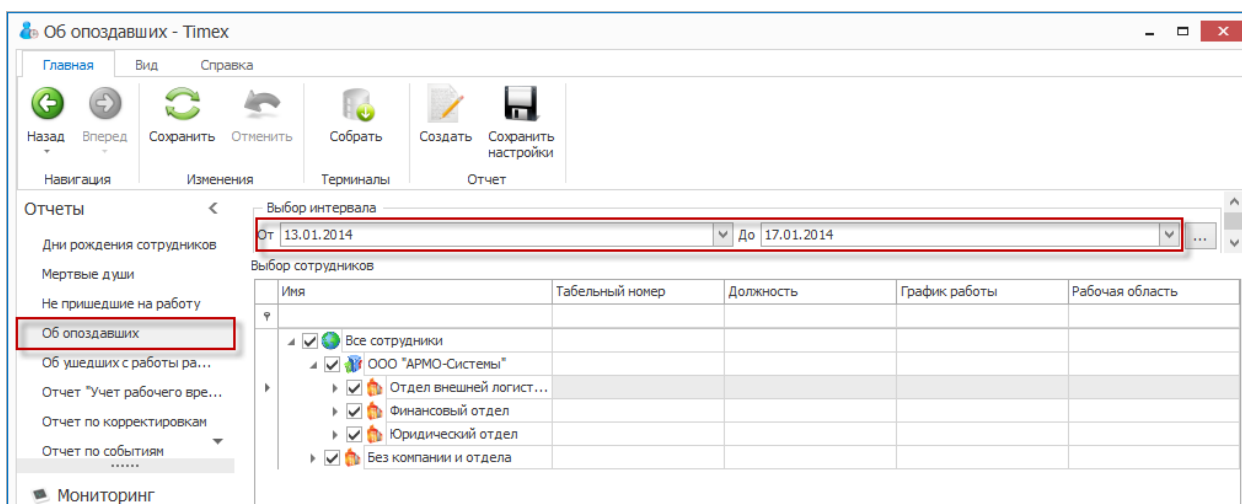 Об опоздавших - Timex
Главная Вид Справка
Назад Вперед Сохранить Отменить Собрать Создать Сохранить
настройки
Навигация Изменения Терминалы Отчет
Отчеты
Выбор интервала
От 13.01.2014 До 17.01.2014 ...
Дни рождения сотрудников
Выбор сотрудников
Мертвые души
Имя Табельный номер Должность График работы Рабочая область
Не пришедшие на работу
Об опоздавших
Все сотрудники
Об ушедших с работы ра...
ООО "АРМО-Системы"
Отчет "Учет рабочего вре...
Отдел внешней логист...
Финансовый отдел
Отчет по корректировкам
Юридический отдел
Отчет по событиям
Без компании и отдела
Мониторинг